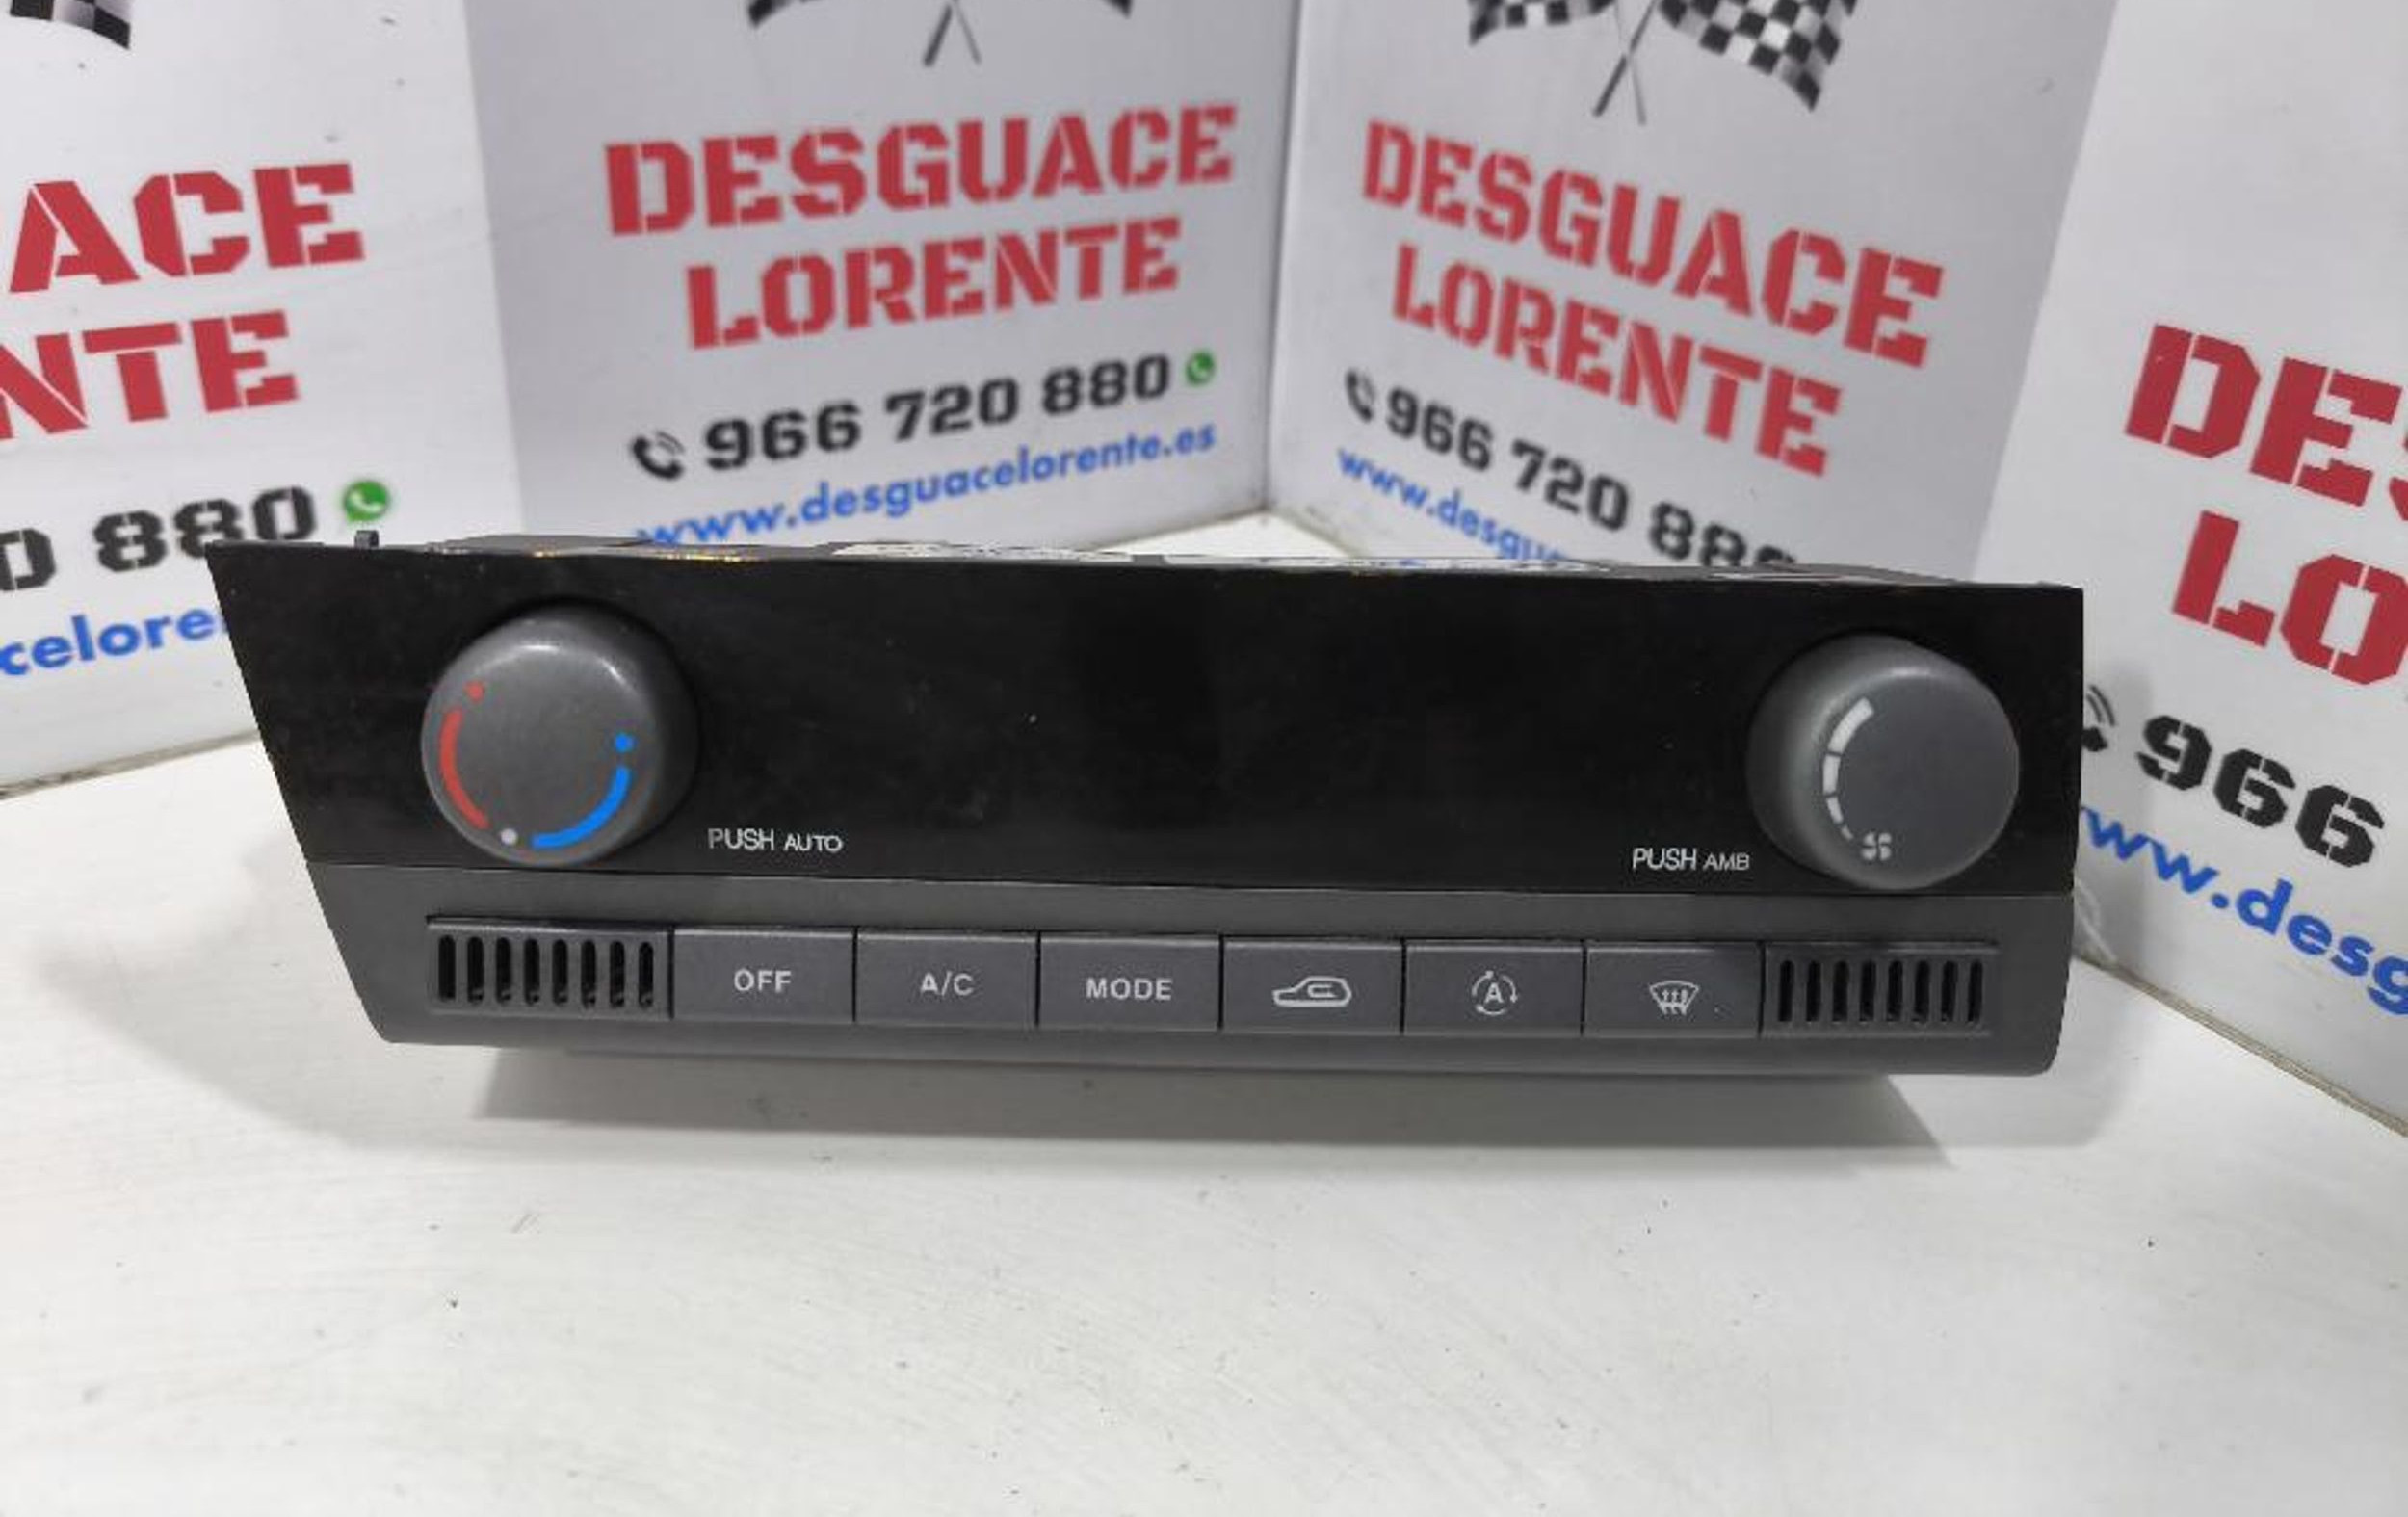 ACE
NTE
0 880
celore
DESGUACE
LORENTE
966 720 880
www.desguacelorente.es
DESGUACE
LORENTE
966 720 880
www.desgu
DES
LO
966
www.desg
PUSH AUTO
PUSH AMB
OFF
A/C
MODE
A